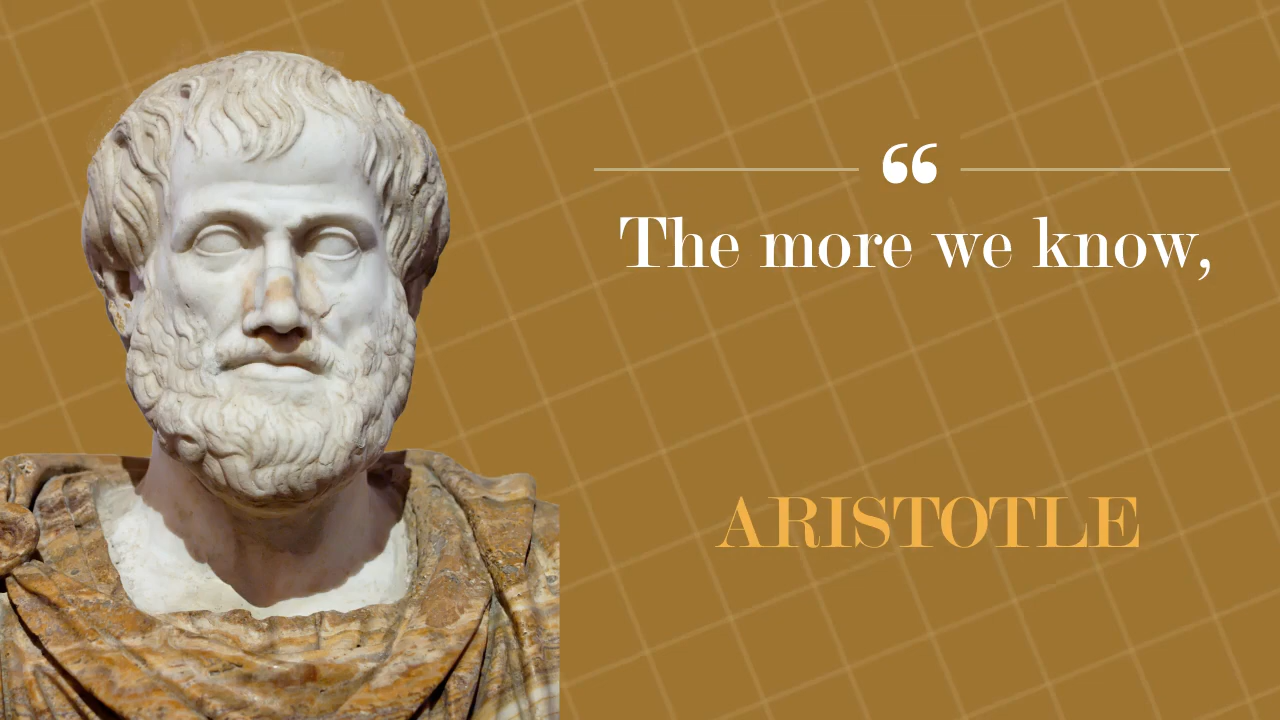 “
The more we know,
ARISTOTLE